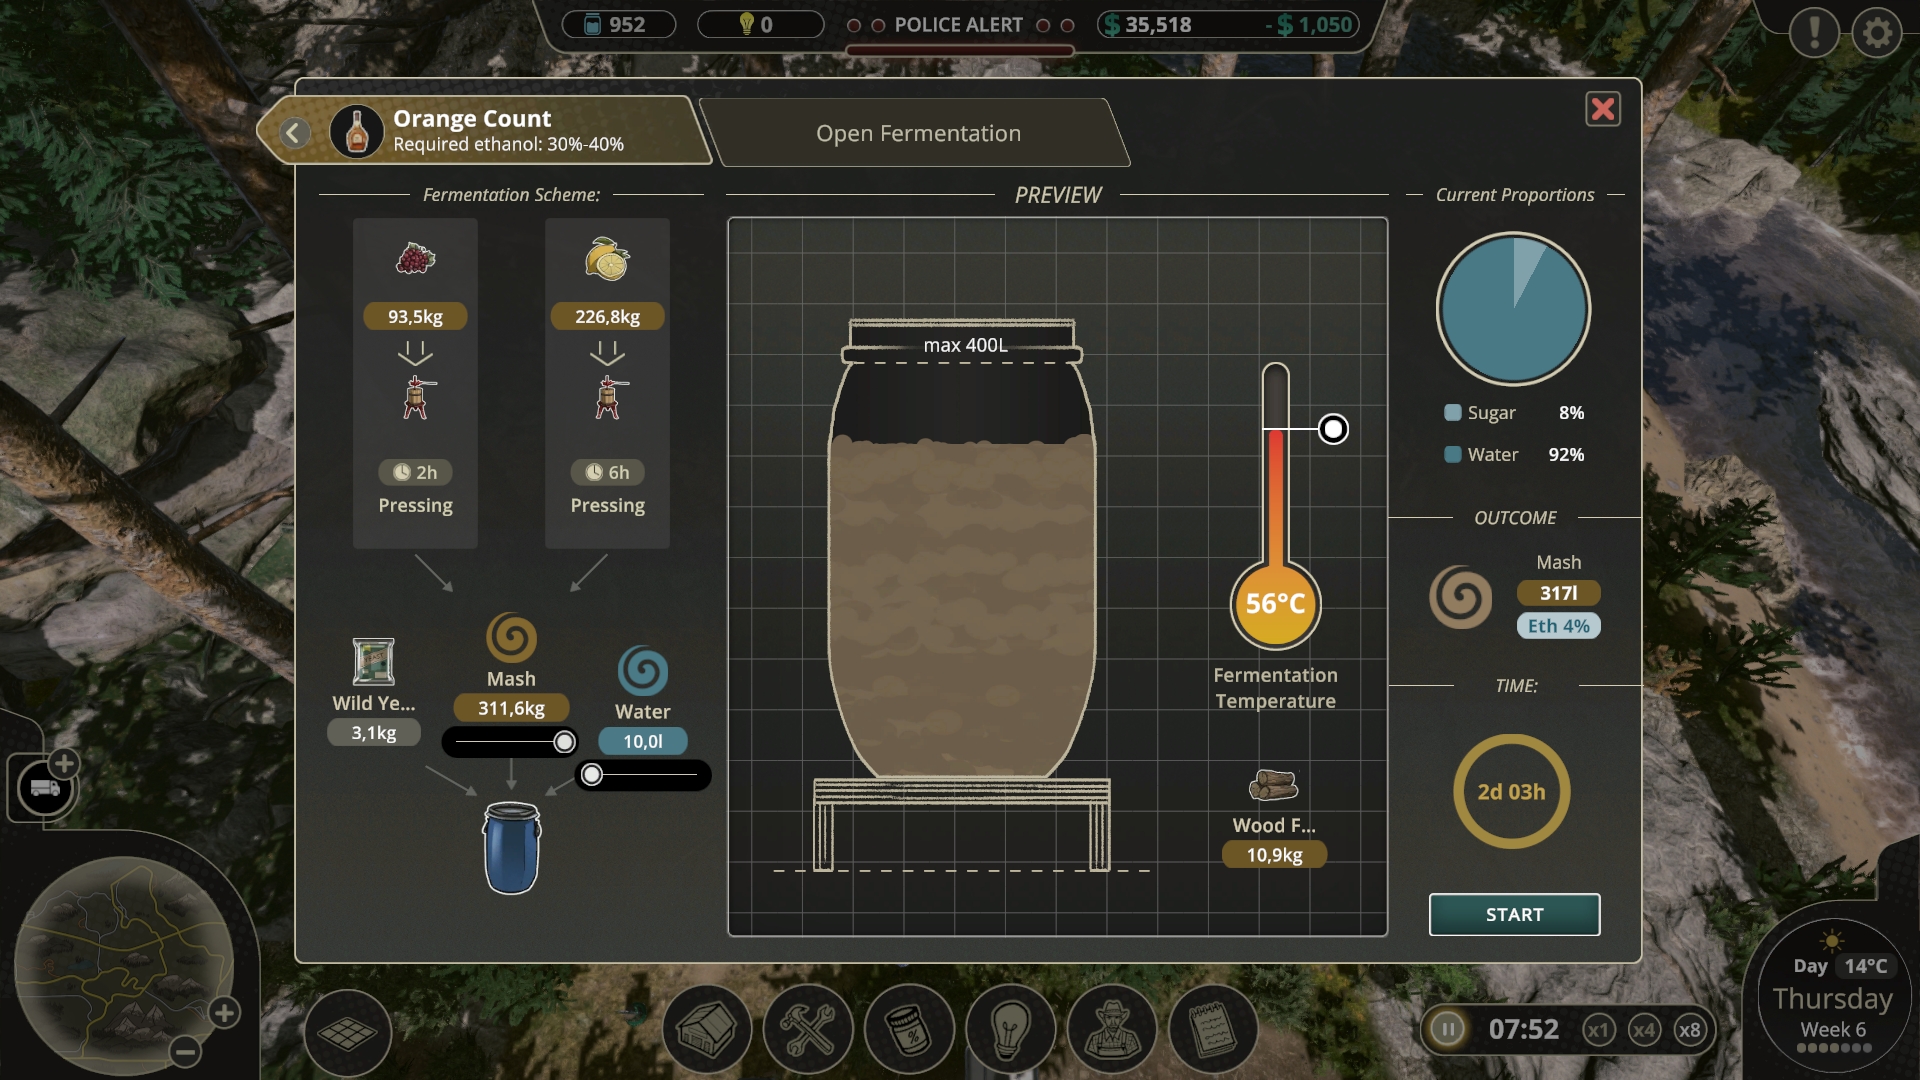 952
0
POLICE ALERT
$ 35,518
- $ 1,050
Orange Count
Required ethanol: 30%-40%
Open Fermentation
Fermentation Scheme:
PREVIEW
Current Proportions
93,5kg
226,8kg
2h
Pressing
6h
Pressing
max 400L
Sugar 8%
Water 92%
OUTCOME
Mash
317l
Eth 4%
56°C
Fermentation
Temperature
Wild Ye...
3,1kg
Mash
311,6kg
Water
10,0l
TIME:
2d 03h
Wood F...
10,9kg
START
07:52
x1
x4
x8
Day 14°C
Thursday
Week 6